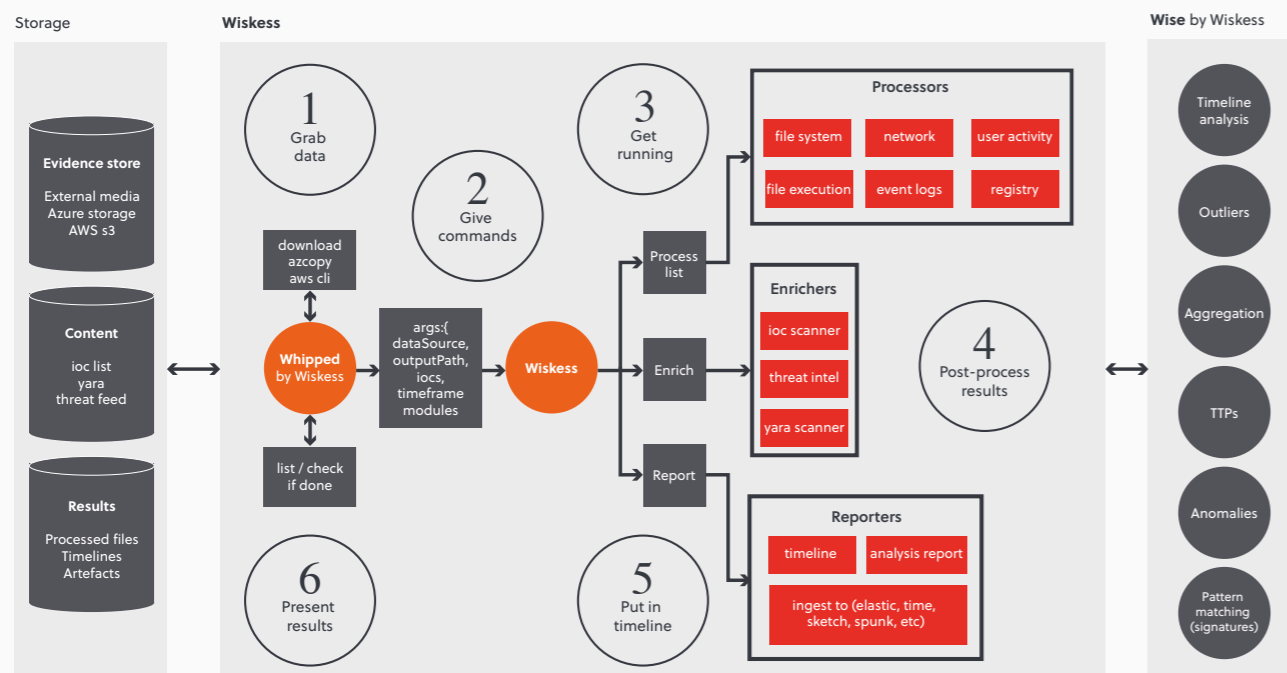 Storage
Evidence store
External media
Azure storage
AWS s3
Content
ioc list
yara
threat feed
Results
Processed files
Timelines
Artefacts
Wiskess
1
Grab
data
2
Give
commands
3
Get
running
download
azcopy
aws cli
Whipped
by Wiskess
list / check
if done
args:{
dataSource,
outputPath,
iocs,
timeframe
modules
Wiskess
Process
list
Enrich
Report
Processors
file system
network
user activity
file execution
event logs
registry
Enrichers
ioc scanner
threat intel
yara scanner
4
Post-process
results
Reporters
timeline
analysis report
ingest to (elastic, time,
sketch, spunk, etc)
5
Put in
timeline
6
Present
results
Wise by Wiskess
Timeline
analysis
Outliers
Aggregation
TTPs
Anomalies
Pattern
matching
(signatures)